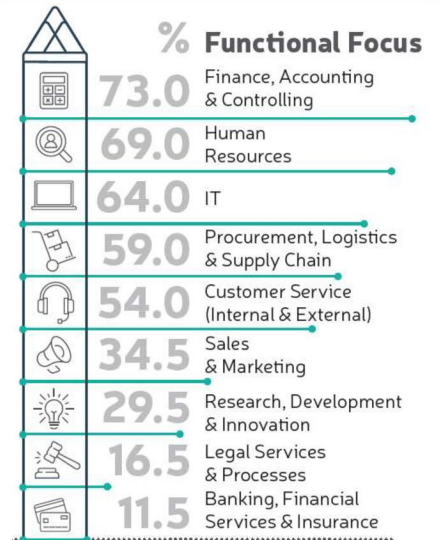 % Functional Focus
73.0 Finance, Accounting
& Controlling
69.0 Human
Resources
64.0 IT
59.0 Procurement, Logistics
& Supply Chain
54.0 Customer Service
(Internal & External)
34.5 Sales
& Marketing
29.5 Research, Development
& Innovation
16.5 Legal Services
& Processes
11.5 Banking, Financial
Services & Insurance